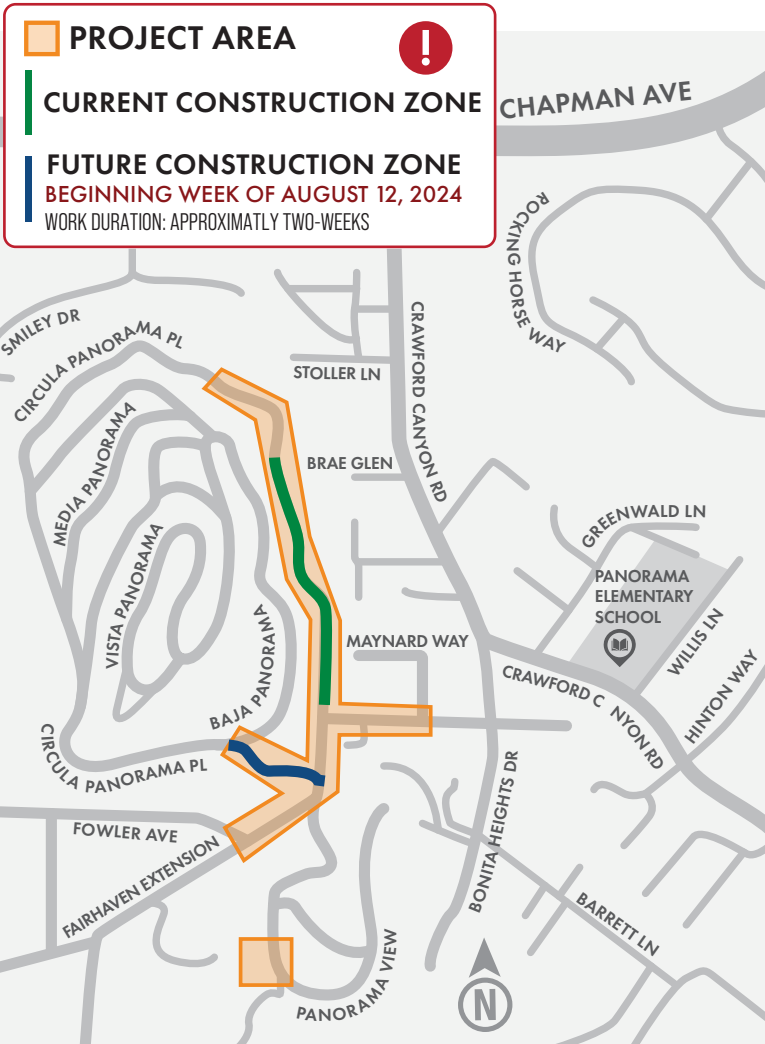 PROJECT AREA
!
CURRENT CONSTRUCTION ZONE
FUTURE CONSTRUCTION ZONE
BEGINNING WEEK OF AUGUST 12, 2024
WORK DURATION: APPROXIMATLY TWO-WEEKS
CHAPMAN AVE
ROCKING HORSE WAY
SMILEY DR
CIRCULA PANORAMA PL
CRAWFORD CANYON RD
STOLLER LN
MEDIA PANORAMA
BRAE GLEN
GREENWALD LN
VISTA PANORAMA
PANORAMA
ELEMENTARY
SCHOOL
WILLIS LN
BAJA PANORAMA
MAYNARD WAY
HINTON WAY
CRAWFORD C NYON RD
CIRCULA PANORAMA PL
BONITA HEIGHTS DR
FOWLER AVE
FAIRHAVEN EXTENSION
BARRETT LN
PANORAMA VIEW
N